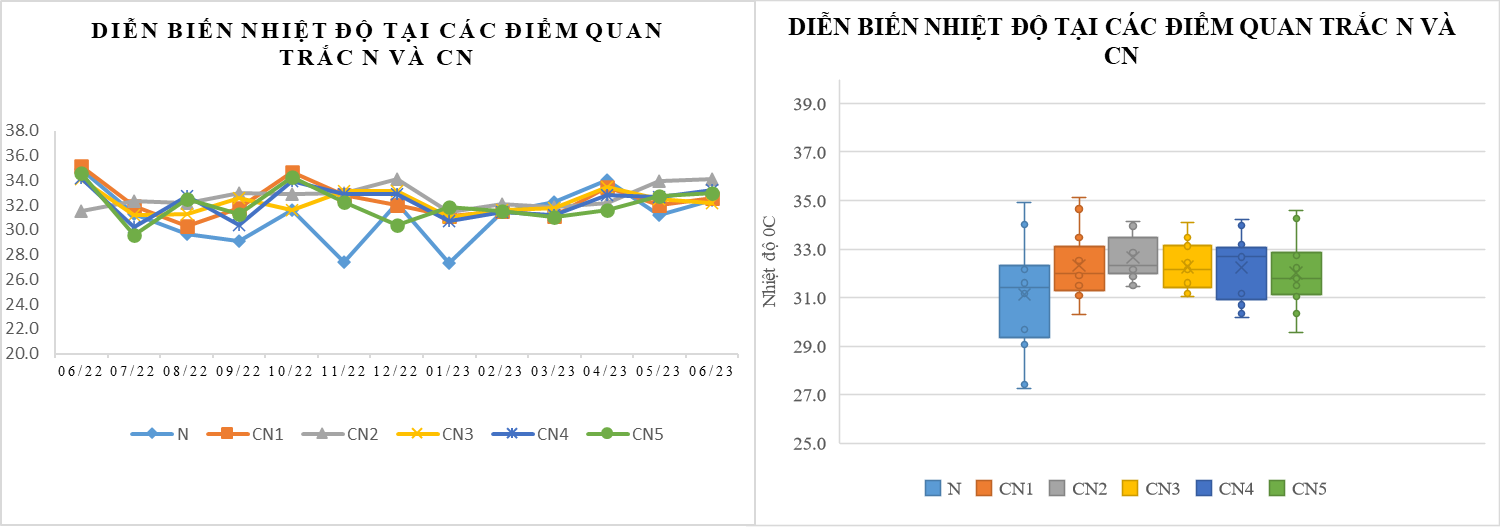 DIỄN BIẾN NHIỆT ĐỘ TẠI CÁC ĐIỂM QUAN
TRẮC N VÀ CN
38.0
36.0
34.0
32.0
30.0
28.0
26.0
24.0
22.0
20.0
06/22 07/22 08/22 09/22 10/22 11/22 12/22 01/23 02/23 03/23 04/23 05/23 06/23
N CN1 CN2 CN3 CN4 CN5
DIỄN BIẾN NHIỆT ĐỘ TẠI CÁC ĐIỂM QUAN TRẮC N VÀ
CN
Nhiệt độ 0C
39.0
37.0
35.0
33.0
31.0
29.0
27.0
25.0
N CN1 CN2 CN3 CN4 CN5